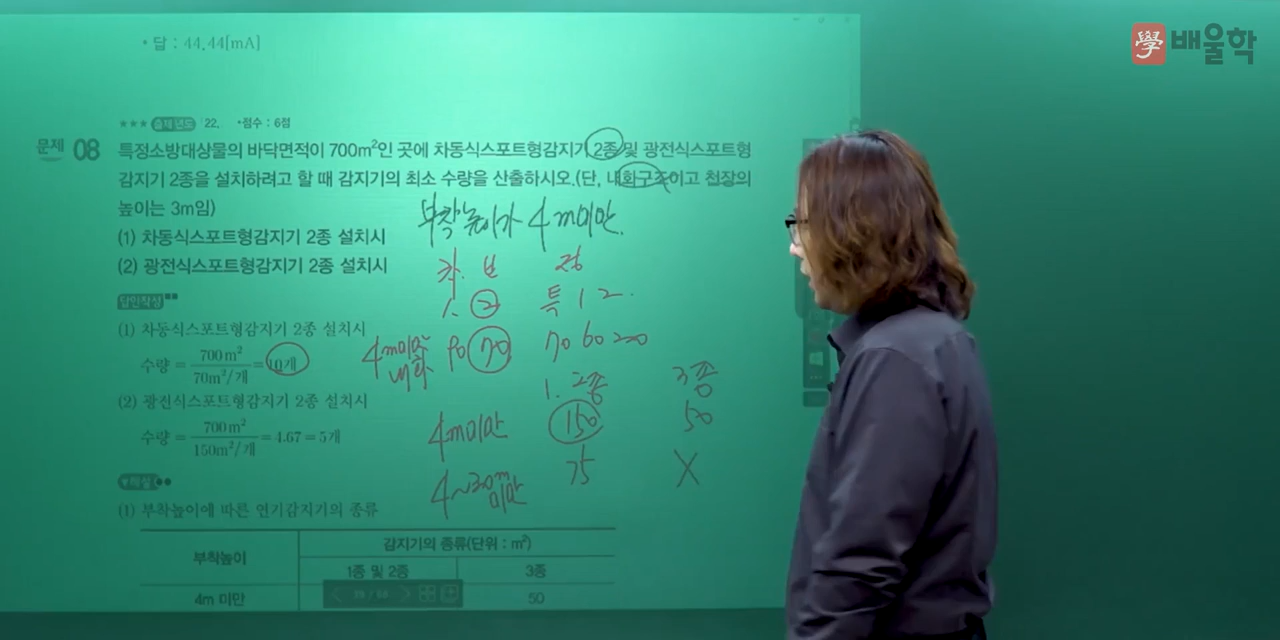 • 답 : 44.44[mA]
學 배울학
★★★ 출제년도 22. •점수 : 6점
문제 08 특정소방대상물의 바닥면적이 700m²인 곳에 차동식스포트형감지기 2종 및 광전식스포트형
감지기 2종을 설치하려고 할 때 감지기의 최소 수량을 산출하시오.(단, 내화구조이고 천장의
높이는 3m임)
부착높이가 4m미만.
(1) 차동식스포트형감지기 2종 설치시
(2) 광전식스포트형감지기 2종 설치시
차. 보 정
1. 2 특 1 2.
답안작성
(1) 차동식스포트형감지기 2종 설치시
4m미만 내화 90 70 70 60 20
수량 = 700m² / 70m²/개 = 10개
1. 2종 3종
(2) 광전식스포트형감지기 2종 설치시
4m미만 150 50
수량 = 700m² / 150m²/개 = 4.67 = 5개
4~20m 미만 75 X
해설
(1) 부착높이에 따른 연기감지기의 종류
부착높이 감지기의 종류(단위 : m²)
1종 및 2종 3종
4m 미만 50